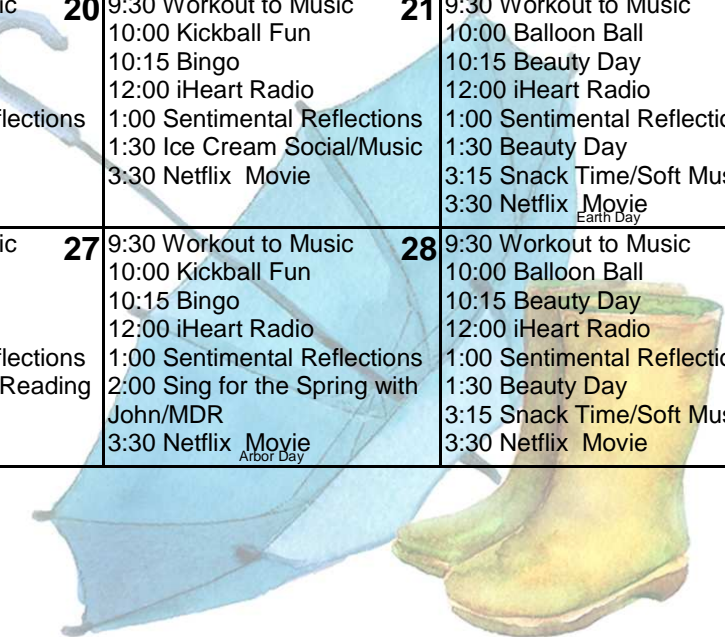 ic 20
flections
9:30 Workout to Music 21
10:00 Kickball Fun
10:15 Bingo
12:00 iHeart Radio
1:00 Sentimental Reflections
1:30 Ice Cream Social/Music
3:30 Netflix Movie
9:30 Workout to Music
10:00 Balloon Ball
10:15 Beauty Day
12:00 iHeart Radio
1:00 Sentimental Reflectio
1:30 Beauty Day
3:15 Snack Time/Soft Mus
3:30 Netflix Movie
Earth Day
ic 27
flections
Reading
9:30 Workout to Music 28
10:00 Kickball Fun
10:15 Bingo
12:00 iHeart Radio
1:00 Sentimental Reflections
2:00 Sing for the Spring with
John/MDR
3:30 Netflix Movie
Arbor Day
9:30 Workout to Music
10:00 Balloon Ball
10:15 Beauty Day
12:00 iHeart Radio
1:00 Sentimental Reflectio
1:30 Beauty Day
3:15 Snack Time/Soft Mus
3:30 Netflix Movie